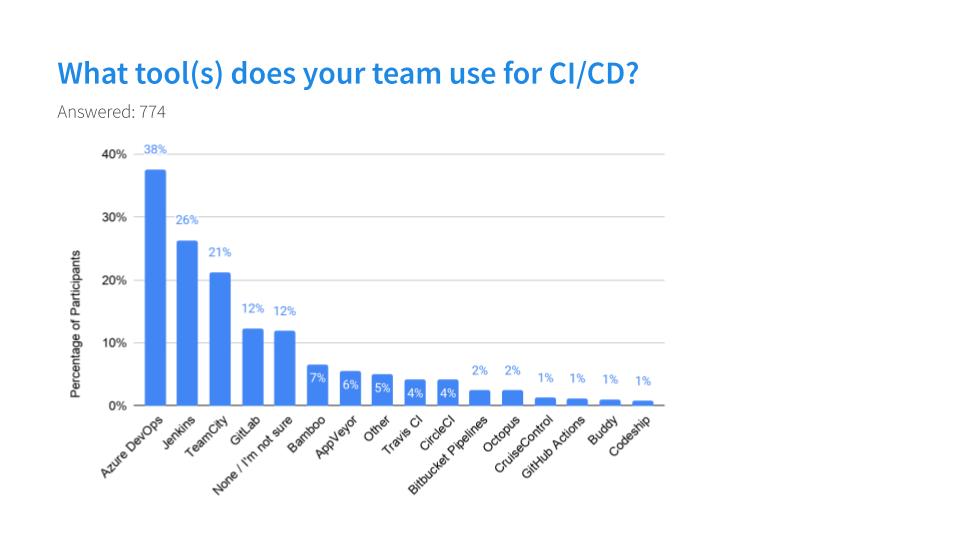 What tool(s) does your team use for CI/CD?
Answered: 774
Percentage of Participants
40%
30%
20%
10%
0%
38%
26%
21%
12%
12%
7%
6%
5%
4%
4%
2%
2%
1%
1%
1%
1%
Azure DevOps
Jenkins
TeamCity
GitLab
None / I'm not sure
Bamboo
AppVeyor
Other
Travis CI
CircleCI
Bitbucket Pipelines
Octopus
CruiseControl
GitHub Actions
Buddy
Codeship